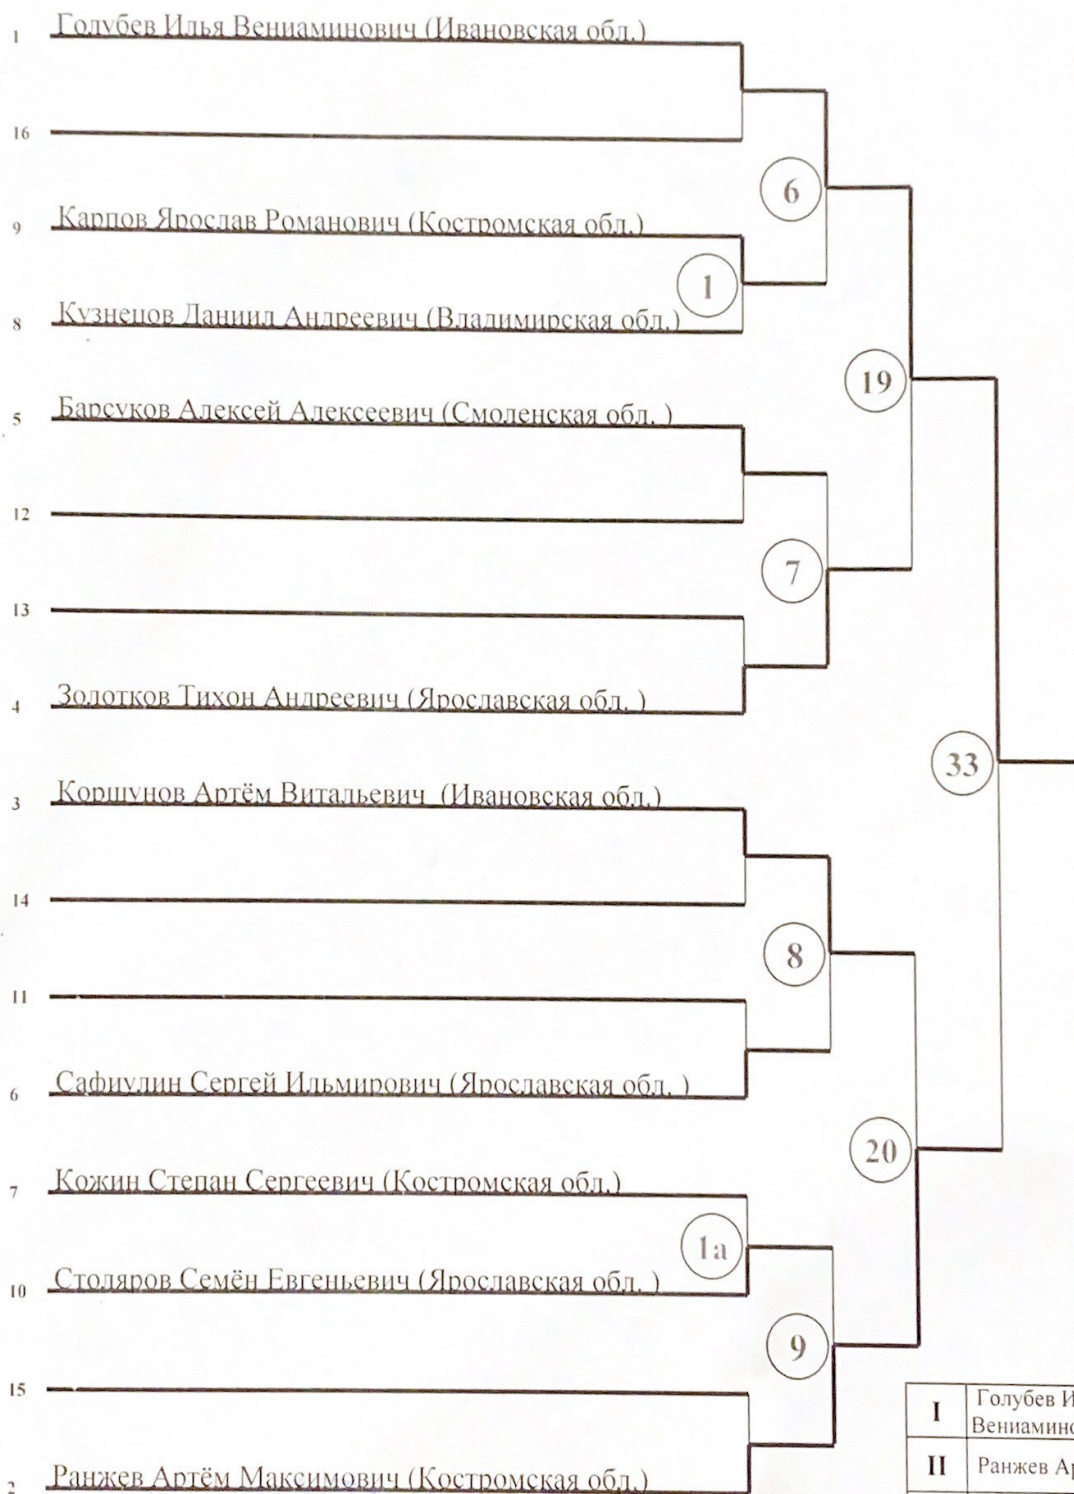 1 Голубев Илья Вениаминович (Ивановская обл.)
16
6
9 Карпов Ярослав Романович (Костромская обл.)
1
8 Кузнецов Даниил Андреевич (Владимирская обл.)
19
5 Барсуков Алексей Алексеевич (Смоленская обл. )
12
7
13
4 Золотков Тихон Андреевич (Ярославская обл. )
33
3 Коршунов Артём Витальевич (Ивановская обл.)
14
8
11
6 Сафиулин Сергей Ильмирович (Ярославская обл. )
20
7 Кожин Степан Сергеевич (Костромская обл.)
1а
10 Столяров Семён Евгеньевич (Ярославская обл. )
9
15
I Голубев И
Вениамино
II Ранжев Ар
2 Ранжев Артём Максимович (Костромская обл.)